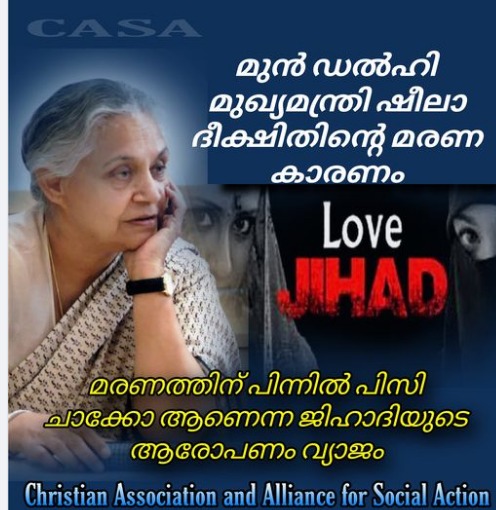 CASA
മുൻ ഡൽഹി
മുഖ്യമന്ത്രി ഷീലാ
ദീക്ഷിതിന്റെ മരണ
കാരണം
Love
JIHAD
മരണത്തിന് പിന്നിൽ പിസി
ചാക്കോ ആണെന്ന ജിഹാദിയുടെ
ആരോപണം വ്യാജം
Christian Association and Alliance for Social Action